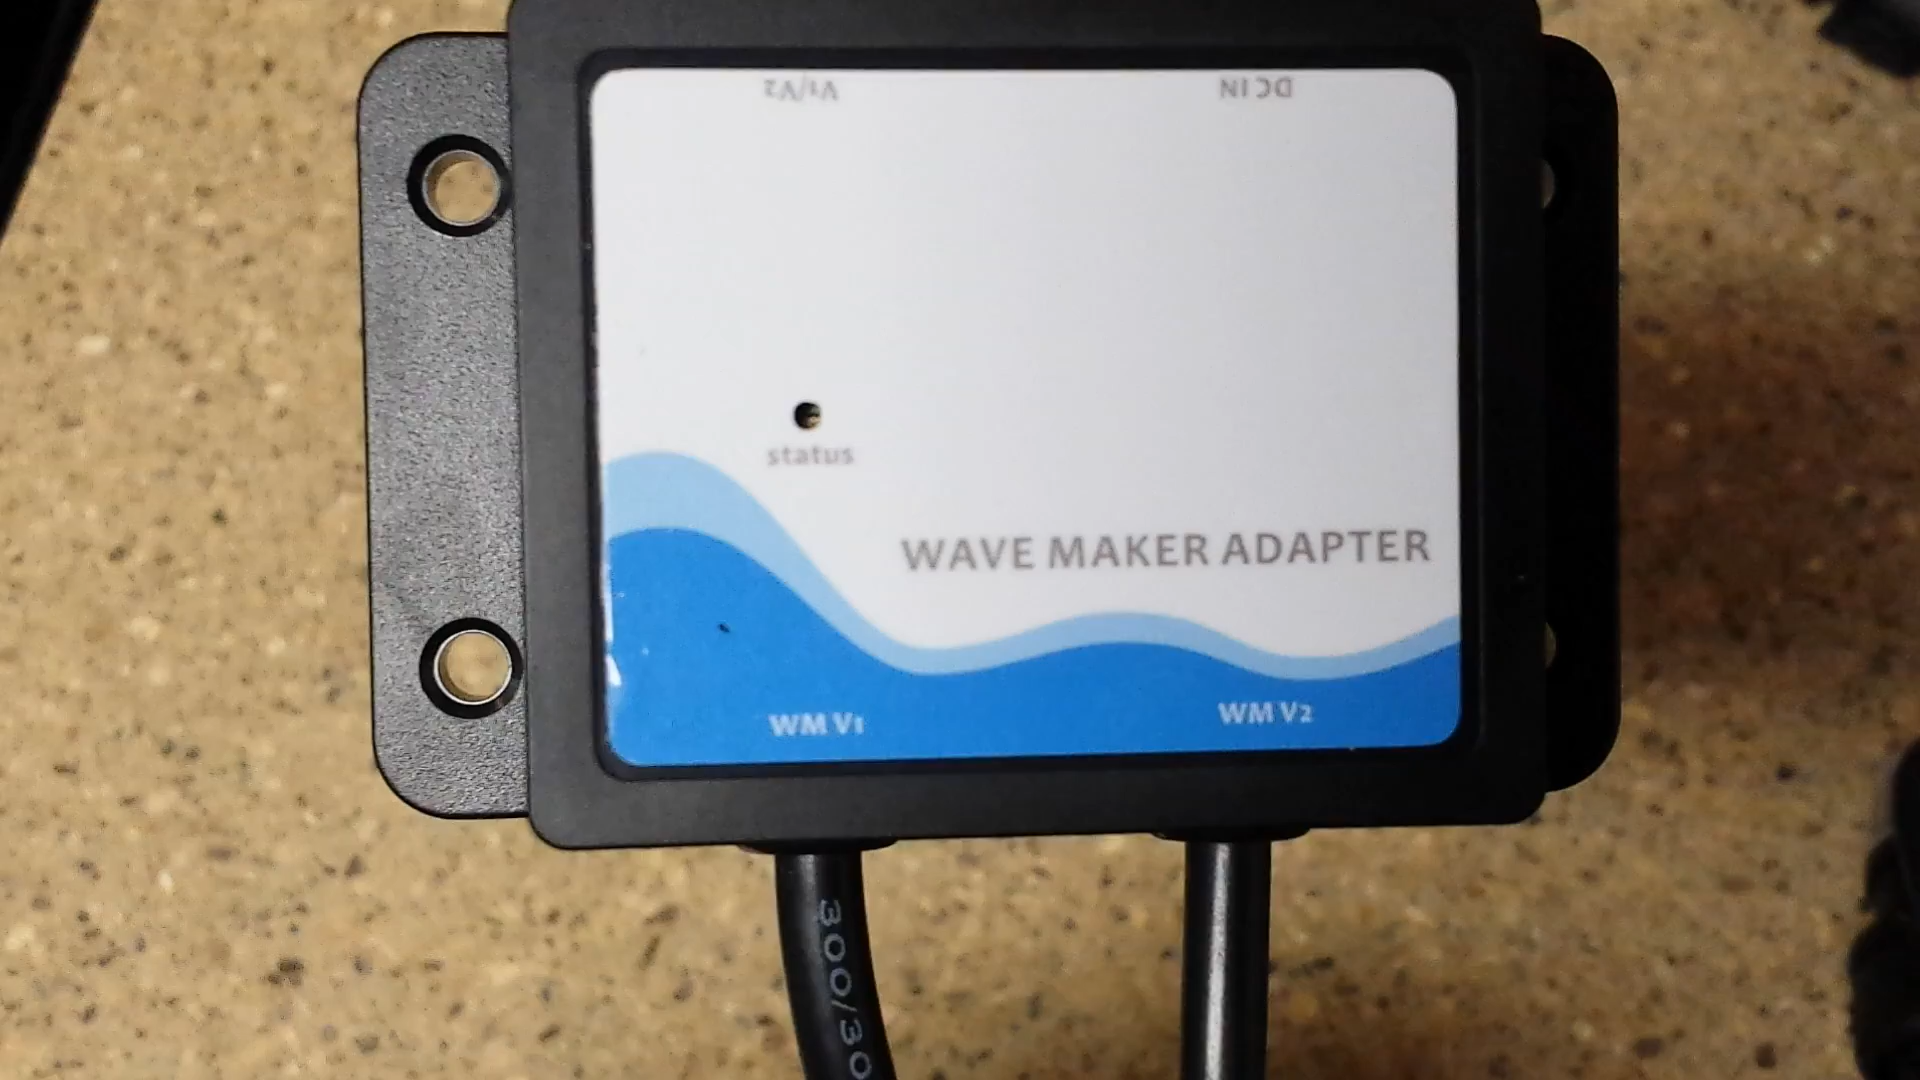 V1/V2
DC IN
status
WAVE MAKER ADAPTER
WM V1
WM V2
300/30